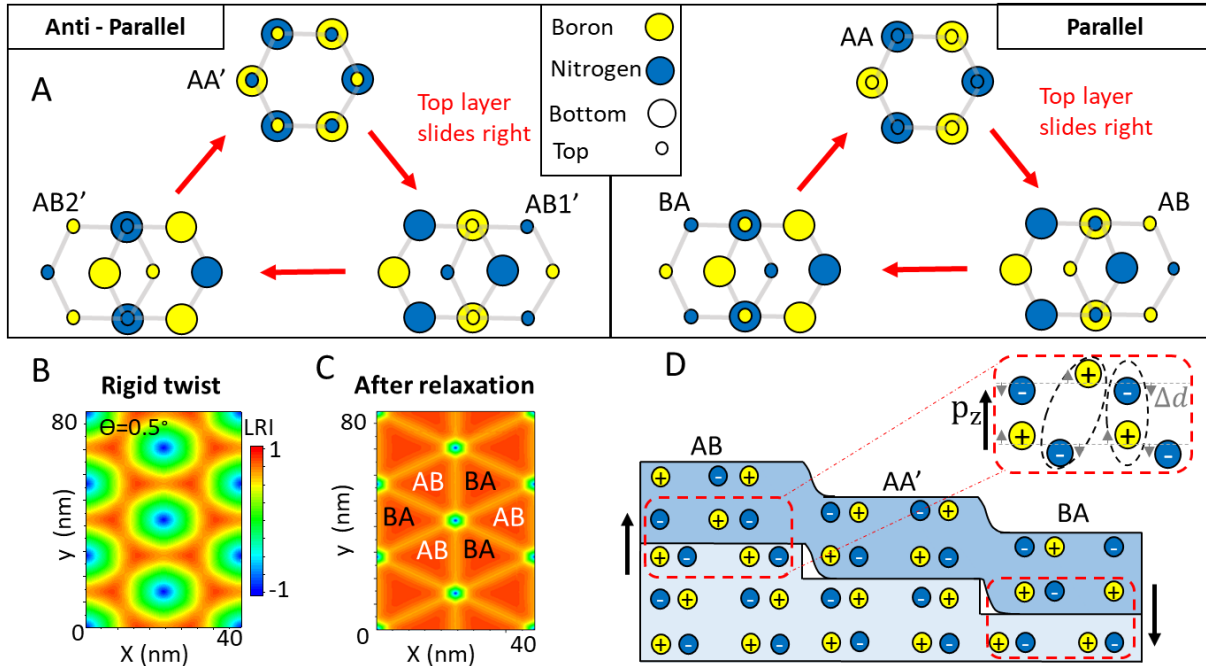 Anti - Parallel
Boron
Nitrogen
Bottom
Top
Parallel
A
AA’
Top layer
slides right
AB2’
AB1’
AA
Top layer
slides right
BA
AB
B
Rigid twist
80
y (nm)
0
ϴ=0.5°
LRI
1
-1
0
40
X (nm)
C
After relaxation
80
y (nm)
0
AB
BA
BA
AB
AB
BA
0
40
X (nm)
D
AB
AA’
BA
pz
Δd
+ - +
- + -
+ - + -
- + - +
+ - + -
- + - +
+ - + -
- + - +
+ - + -
- + -
- + +
+ - + -
+
- -
+ +
- -